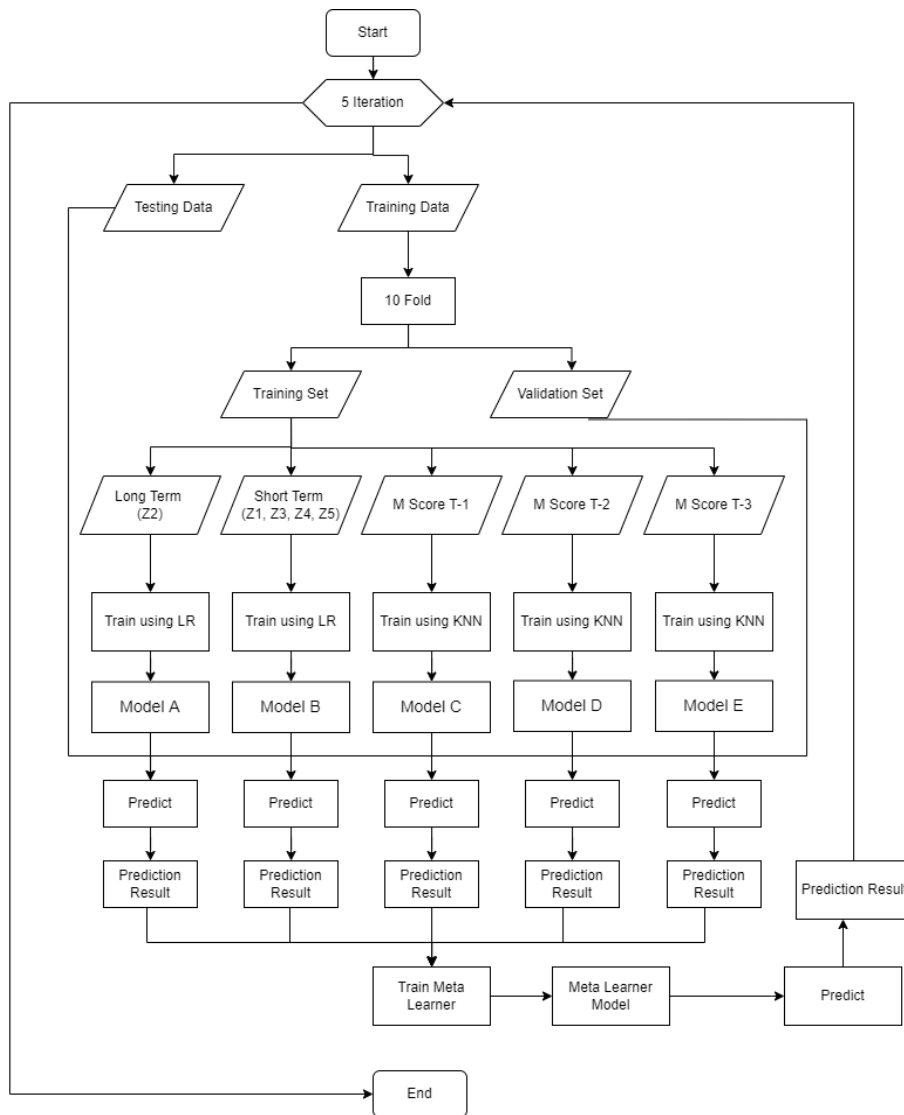 Start
5 Iteration
Testing Data
Training Data
10 Fold
Training Set
Validation Set
Long Term
(Z2)
Short Term
(Z1, Z3, Z4, Z5)
M Score T-1
M Score T-2
M Score T-3
Train using LR
Train using LR
Train using KNN
Train using KNN
Train using KNN
Model A
Model B
Model C
Model D
Model E
Predict
Predict
Predict
Predict
Predict
Prediction
Result
Prediction
Result
Prediction
Result
Prediction
Result
Prediction
Result
Prediction Result
Train Meta
Learner
Meta Learner
Model
Predict
End